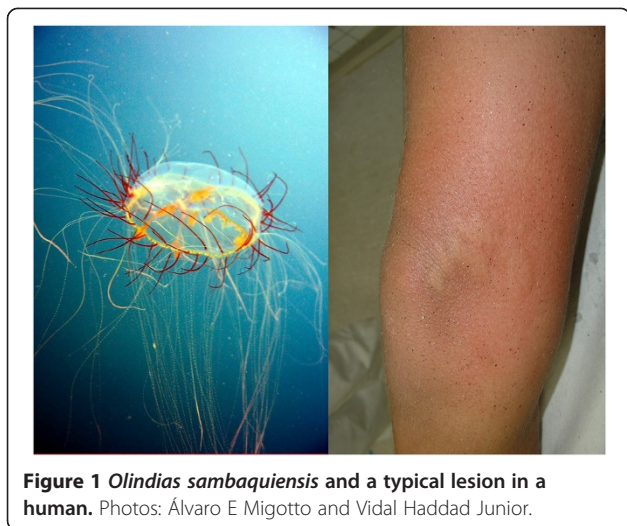 Figure 1 Olindias sambaquiensis and a typical lesion in a
human. Photos: Álvaro E Migotto and Vidal Haddad Junior.